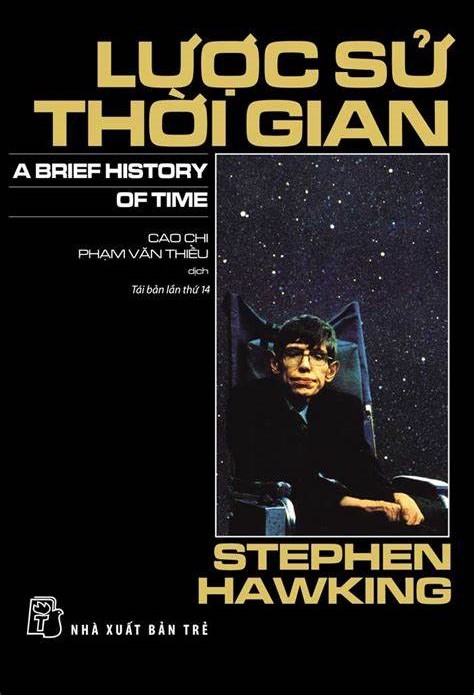 LƯỢC SỬ
THỜI GIAN
A BRIEF HISTORY
OF TIME
CAO CHI
PHẠM VĂN THIỀU
dịch
Tái bản lần thứ 14
STEPHEN
HAWKING
NHÀ XUẤT BẢN TRẺ